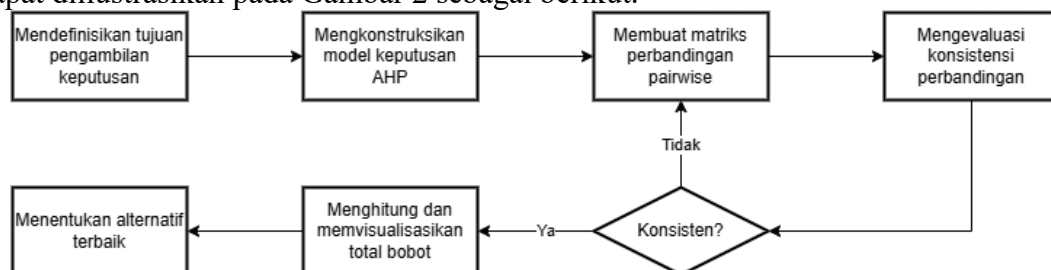 dapat diilustrasikan pada Gambar 2 sebagai berikut:
Mendefinisikan tujuan
pengambilan
keputusan
Mengkonstruksikan
model keputusan
AHP
Membuat matriks
perbandingan
pairwise
Mengevaluasi
konsistensi
perbandingan
Tidak
Konsisten?
Ya
Menghitung dan
memvisualisasikan
total bobot
Menentukan alternatif
terbaik